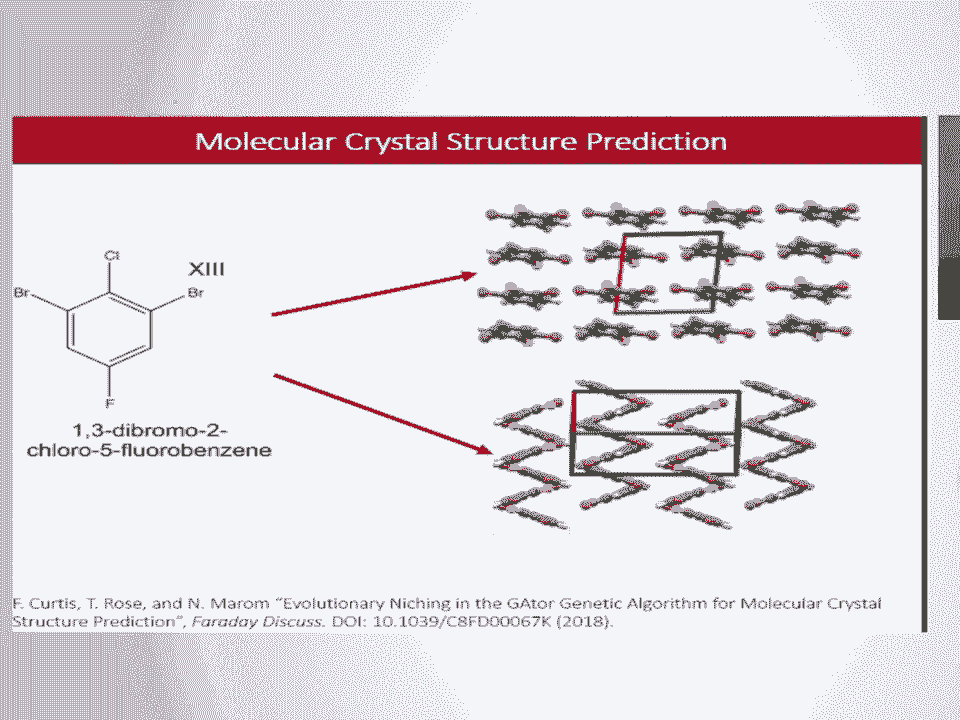 Molecular Crystal Structure Prediction
Cl
XIII
Br
Br
F
1,3-dibromo-2-
chloro-5-fluorobenzene
F. Curtis, T. Rose, and N. Marom “Evolutionary Niching in the GAtor Genetic Algorithm for Molecular Crystal
Structure Prediction”, Faraday Discuss. DOI: 10.1039/C8FD00067K (2018).